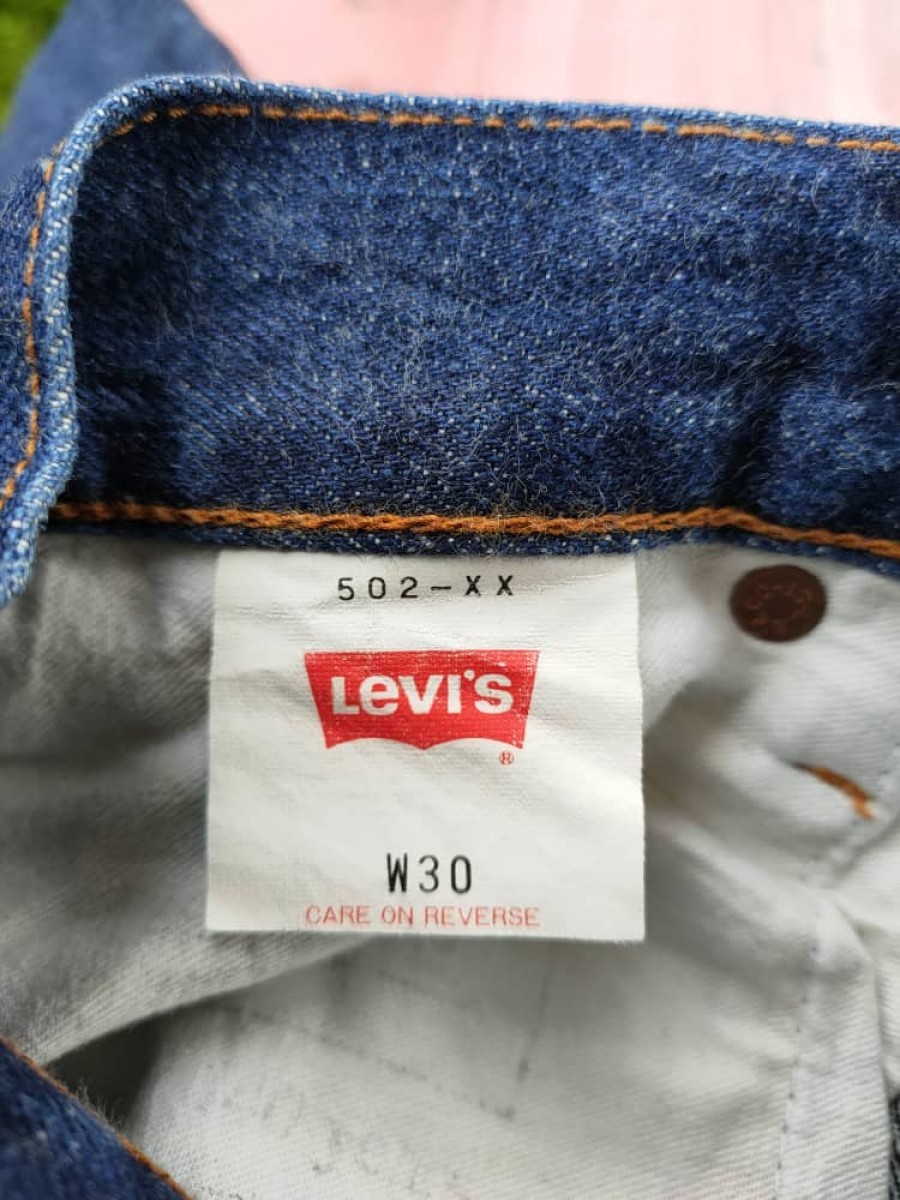 502-XX
LEVI'S
®
W30
CARE ON REVERSE